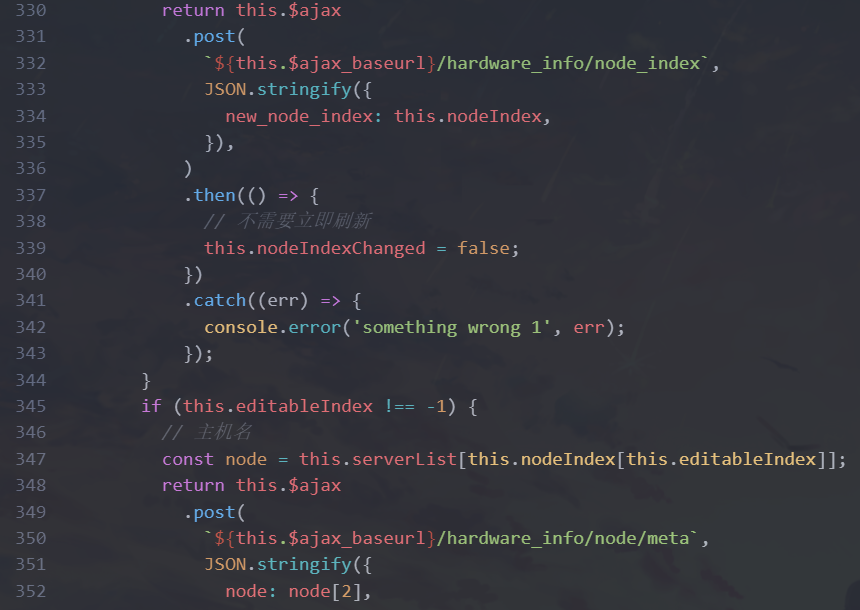 330 return this.$ajax
331 .post(
332 `${this.$ajax_baseurl}/hardware_info/node_index`,
333 JSON.stringify({
334 new_node_index: this.nodeIndex,
335 }),
336 )
337 .then(() => {
338 // 不需要立即刷新
339 this.nodeIndexChanged = false;
340 })
341 .catch((err) => {
342 console.error('something wrong 1', err);
343 });
344 }
345 if (this.editableIndex !== -1) {
346 // 主机名
347 const node = this.serverList[this.nodeIndex[this.editableIndex]];
348 return this.$ajax
349 .post(
350 `${this.$ajax_baseurl}/hardware_info/node/meta`,
351 JSON.stringify({
352 node: node[2],